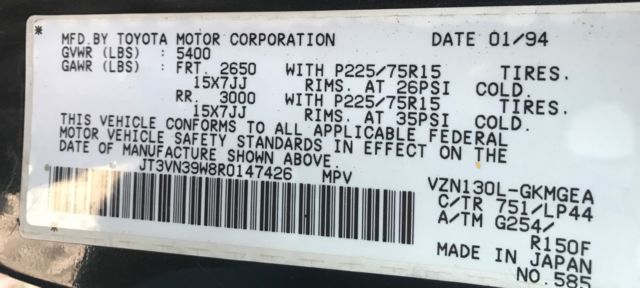 MFD.BY TOYOTA MOTOR CORPORATION DATE 01/94
GVWR (LBS) : 5400
GAWR (LBS) : FRT. 2650 WITH P225/75R15 TIRES.
15X7JJ RIMS. AT 26PSI COLD.
RR. 3000 WITH P225/75R15 TIRES.
15X7JJ RIMS. AT 35PSI COLD.
THIS VEHICLE CONFORMS TO ALL APPLICABLE FEDERAL
MOTOR VEHICLE SAFETY STANDARDS IN EFFECT ON THE
DATE OF MANUFACTURE SHOWN ABOVE.
JT3VN39W8R0147426 MPV
VZN130L-GKMGEA
C/TR 751/LP44
A/TM G254/
R150F
MADE IN JAPAN
NO.585